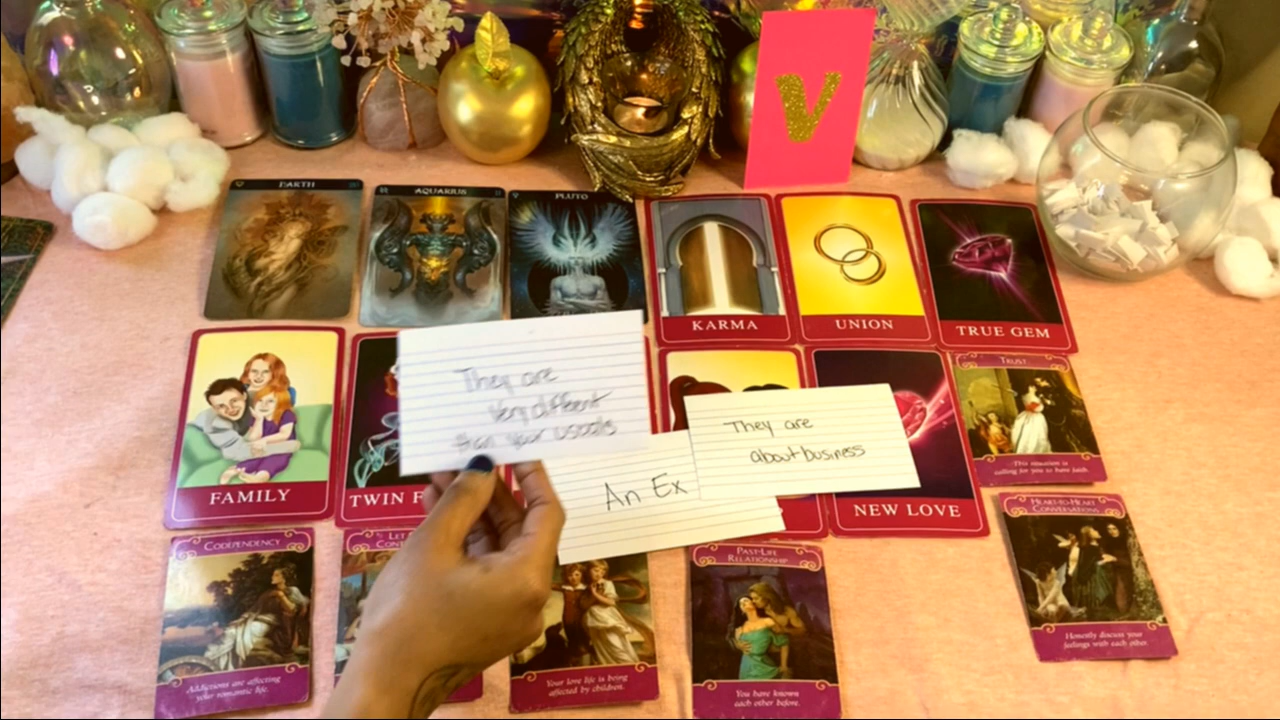 V
EARTH
AQUARIUS
PLUTO
KARMA
UNION
TRUE GEM
FAMILY
TWIN F
They are
very different
than your usuals
An Ex
They are
about business
NEW LOVE
TRUST
This situation is
calling for you to have faith.
CODEPENDENCY
Addictions are affecting
your romantic life.
LET
CONT
Your love life is being
affected by children.
PAST-LIFE
RELATIONSHIP
You have known
each other before.
HEART-TO-HEART
CONVERSATIONS
Honestly discuss your
feelings with each other.